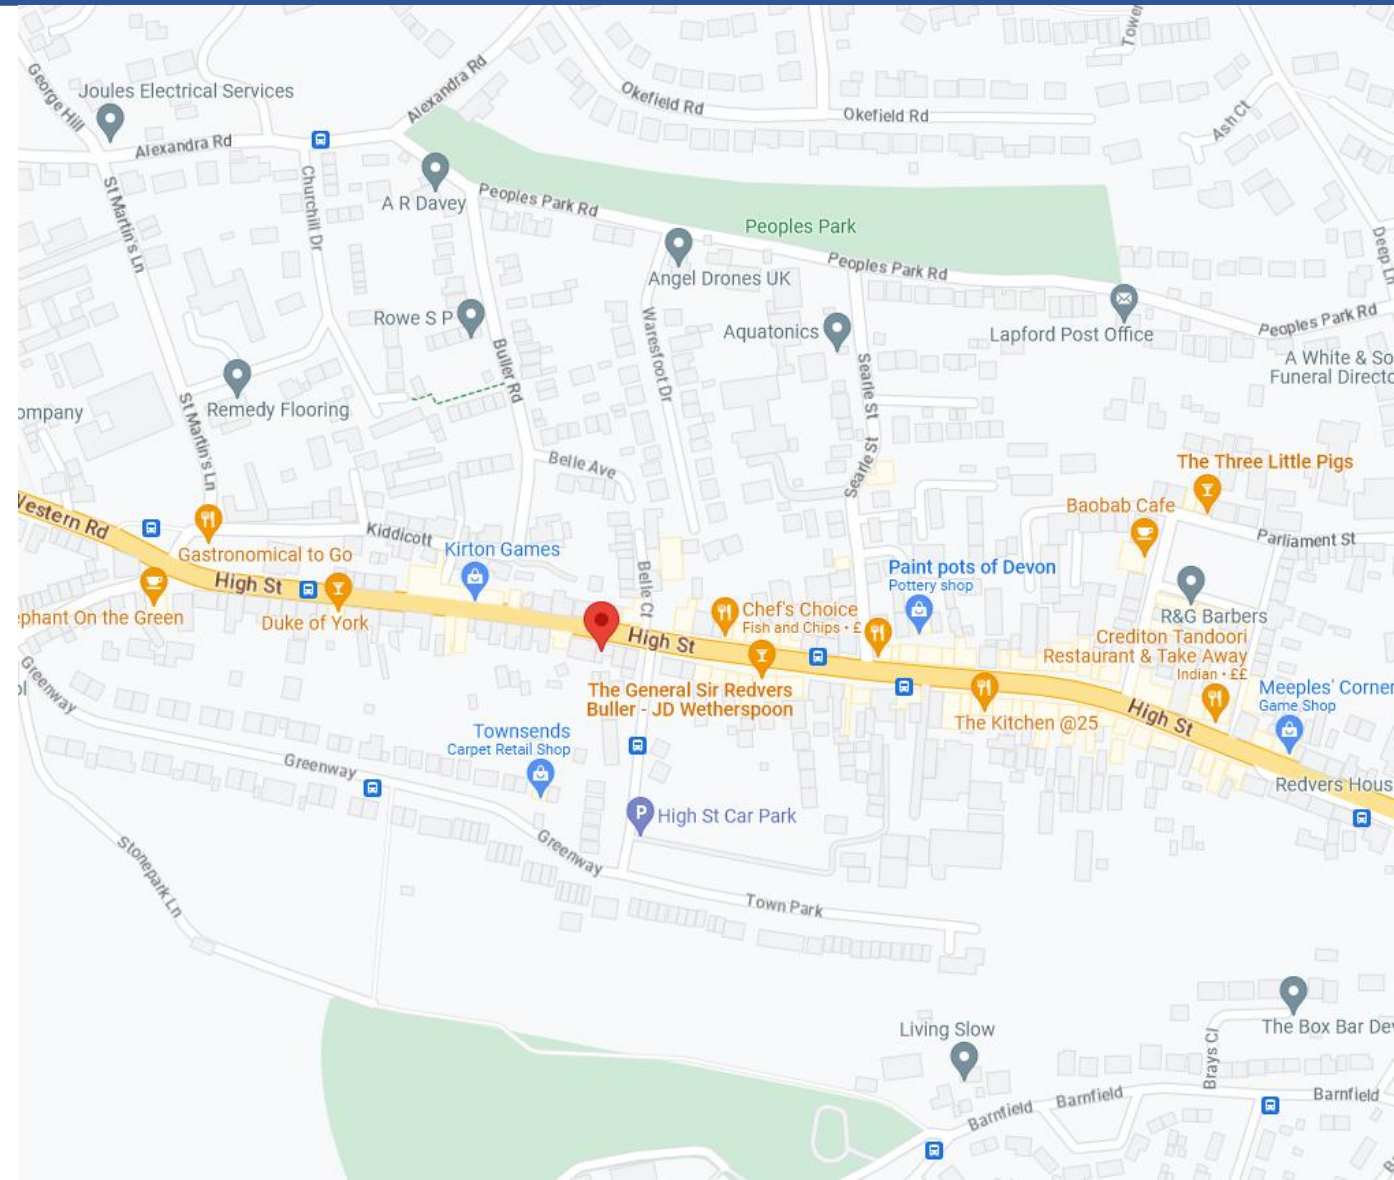 Tower
George Hill
Joules Electrical Services
Alexandra Rd
Okefield Rd
Okefield Rd
Ash Ct
Alexandra Rd
St Martin's Ln
Churchill Dr
A R Davey
Peoples Park Rd
Peoples Park
Deep Ln
Angel Drones UK
Peoples Park Rd
Rowe S P
Aquatonics
Lapford Post Office
Peoples Park Rd
Buller Rd
Waresfoot Dr
Searle St
A White & So
Funeral Directo
ompany
St Martin's Ln
Remedy Flooring
Belle Ave
Searle St
The Three Little Pigs
Baobab Cafe
Western Rd
Kiddicott
Parliament St
Gastronomical to Go
Kirton Games
Belle Ct
Paint pots of Devon
Pottery shop
High St
ephant On the Green
Duke of York
High St
Chef's Choice
Fish and Chips • £
R&G Barbers
Crediton Tandoori
Restaurant & Take Away
Indian • ££
Greenway
The General Sir Redvers
Buller - JD Wetherspoon
The Kitchen @25
High St
Meeples' Corner
Game Shop
ol
Townsends
Carpet Retail Shop
Greenway
Redvers Hous
P
High St Car Park
Stonepark Ln
Greenway
Town Park
Living Slow
The Box Bar Dev
Brays Cl
Barnfield
Barnfield
Barnfield